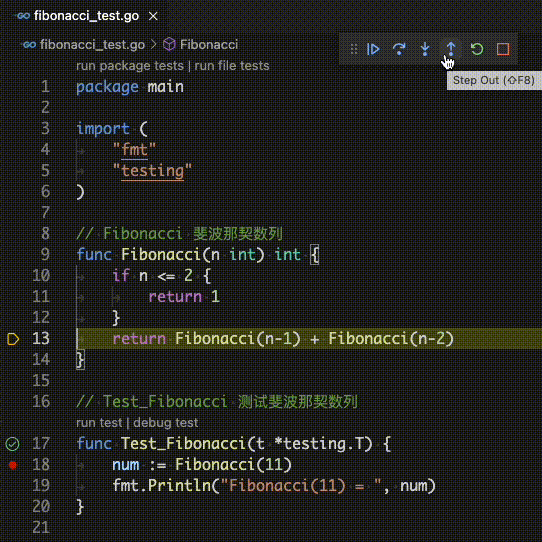 fibonacci_test.go ×
fibonacci_test.go > Fibonacci
Step Out (⇧F8)
run package tests | run file tests
1 package main
2
3 import (
4     "fmt"
5     "testing"
6 )
7
8 // Fibonacci 斐波那契数列
9 func Fibonacci(n int) int {
10     if n <= 2 {
11         return 1
12     }
13     return Fibonacci(n-1) + Fibonacci(n-2)
14 }
15
16 // Test_Fibonacci 测试斐波那契数列
run test | debug test
17 func Test_Fibonacci(t *testing.T) {
18     num := Fibonacci(11)
19     fmt.Println("Fibonacci(11) = ", num)
20 }
21